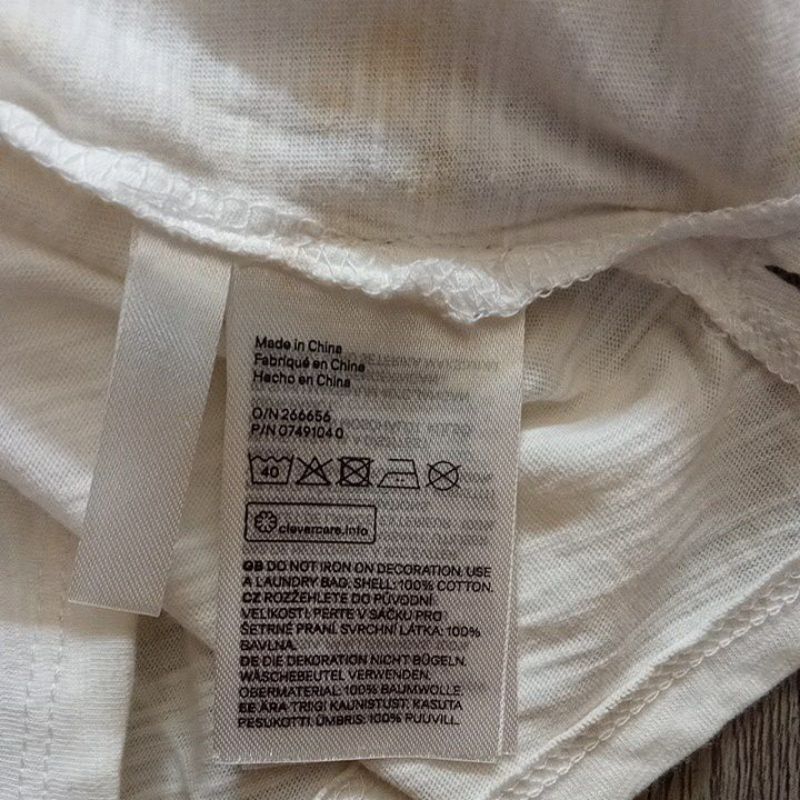 Made in China
Fabriqué en China
Hecho en China
O/N 266656
P/N 0749104 0
40
clevercare.info
GB DO NOT IRON ON DECORATION. USE
A LAUNDRY BAG. SHELL: 100% COTTON.
CZ ROZŽEHLETE DO PŮVODNÍ
VELIKOSTI. PERTE V SÁČKU PRO
ŠETRNÉ PRANÍ. SVRCHNÍ LÁTKA: 100%
BAVLNA.
DE DIE DEKORATION NICHT BÜGELN.
WÄSCHEBEUTEL VERWENDEN.
OBERMATERIAL: 100% BAUMWOLLE.
EE ÄRA TRIIGI KAUNISTUST. KASUTA
PESUKOTTI. ÜMBRIS: 100% PUUVILL.